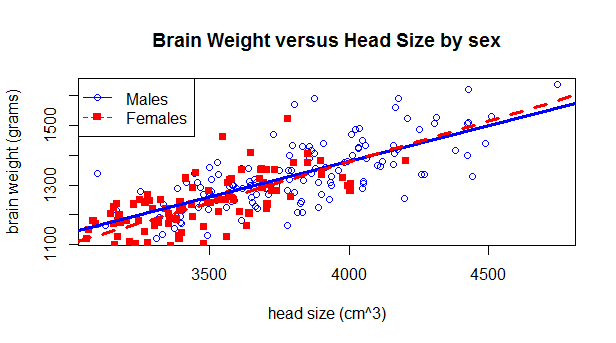 Brain Weight versus Head Size by sex
Males
Females
brain weight (grams)
1500
1300
1100
3500 4000 4500
head size (cm^3)